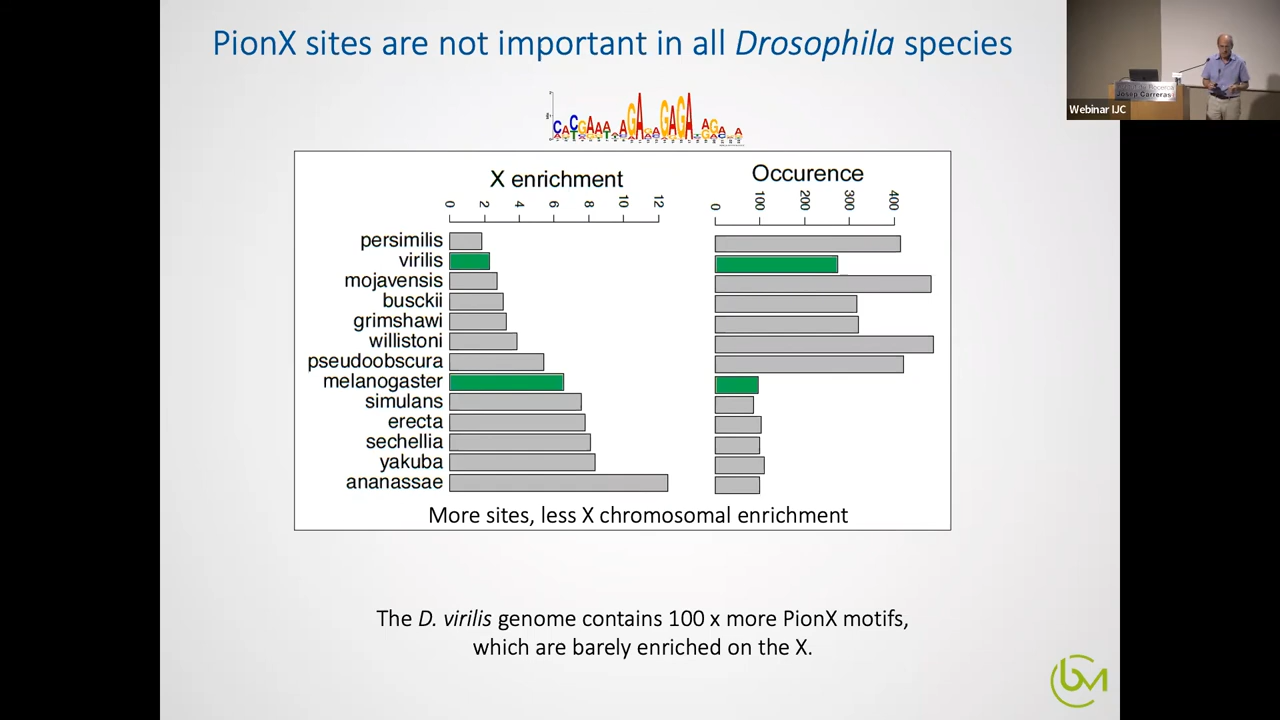 PionX sites are not important in all Drosophila species
Webinar IJC
Josep Carreras
X enrichment
Occurence
0 2 4 6 8 10 12
0 100 200 300 400
persimilis
virilis
mojavensis
busckii
grimshawi
willistoni
pseudoobscura
melanogaster
simulans
erecta
sechellia
yakuba
ananassae
More sites, less X chromosomal enrichment
The D. virilis genome contains 100 x more PionX motifs,
which are barely enriched on the X.